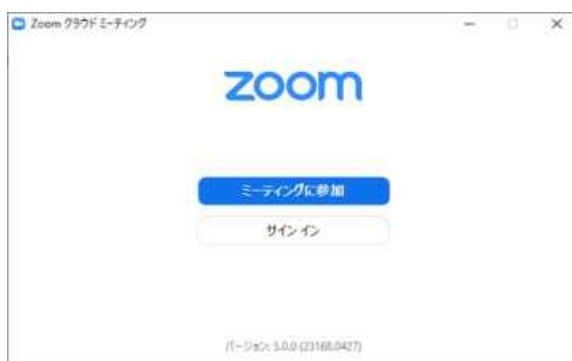 Zoom クラウド ミーティング
zoom
ミーティングに参加
サイン イン
バージョン: 5.0.0 (23168.0427)